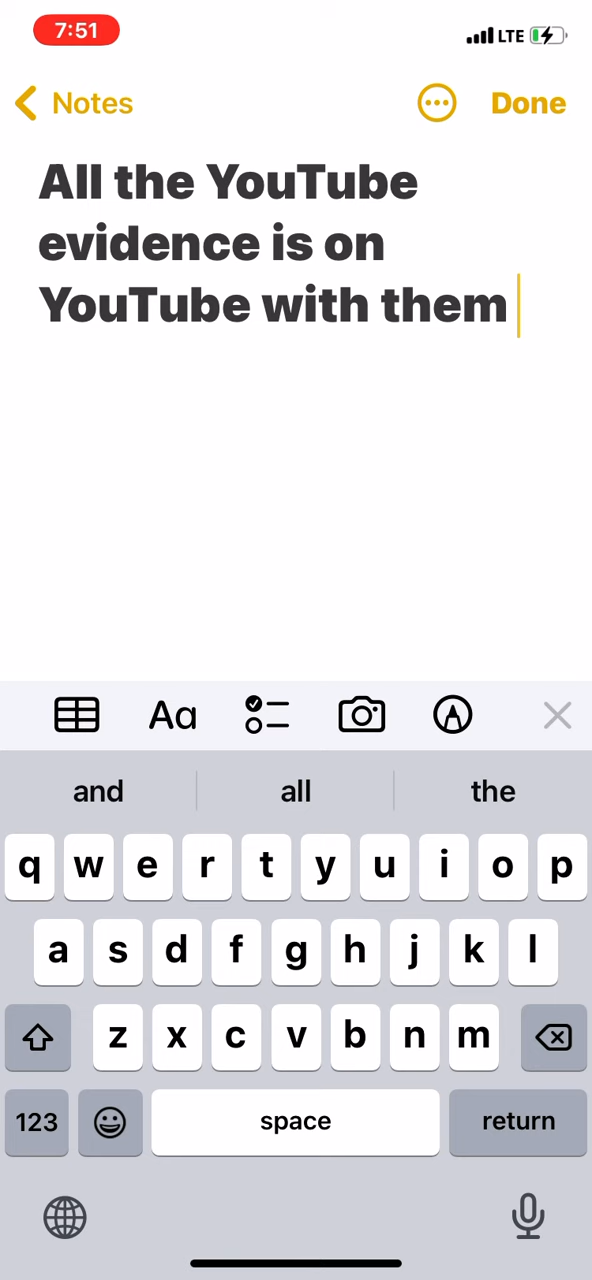 7:51
LTE
Notes
Done
All the YouTube
evidence is on
YouTube with them
Aa
and all the
q w e r t y u i o p
a s d f g h j k l
z x c v b n m
123 space return